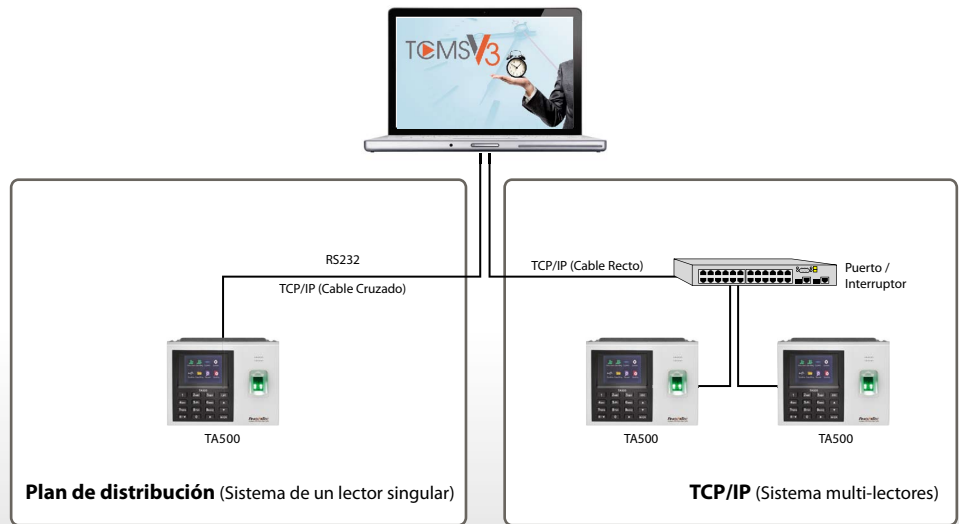 TCMSV3
RS232
TCP/IP (Cable Cruzado)
TA500
Plan de distribución (Sistema de un lector singular)
TCP/IP (Cable Recto)
Puerto /
Interruptor
TA500
TA500
TCP/IP (Sistema multi-lectores)